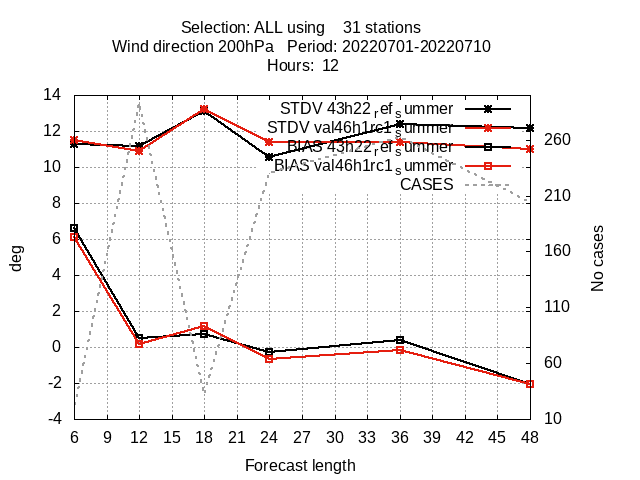 Selection: ALL using    31 stations
Wind direction 200hPa   Period: 20220701-20220710
Hours:  12
STDV 43h22_ref_summer
STDV val46h1rc1_summer
BIAS 43h22_ref_summer
BIAS val46h1rc1_summer
CASES
14
12
10
8
6
4
2
0
-2
-4
deg
260
210
160
110
60
10
No cases
6 9 12 15 18 21 24 27 30 33 36 39 42 45 48
Forecast length